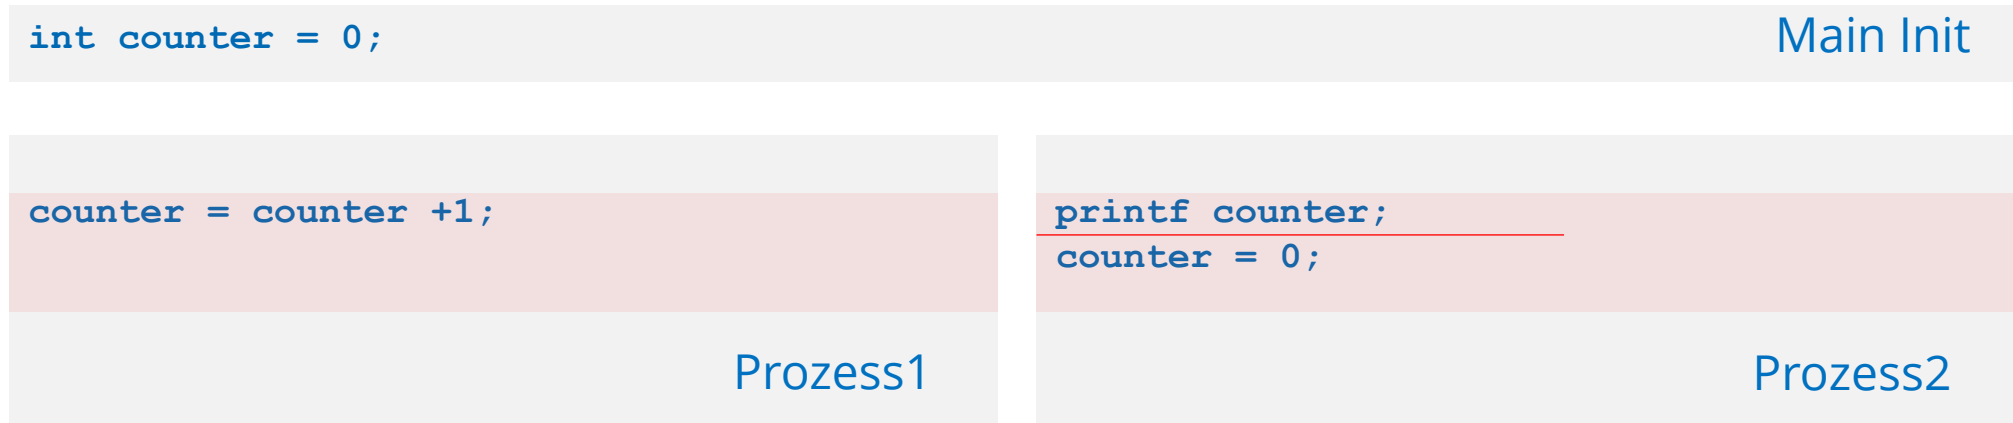 int counter = 0;
Main Init
counter = counter +1;
Prozess1
printf counter;
counter = 0;
Prozess2